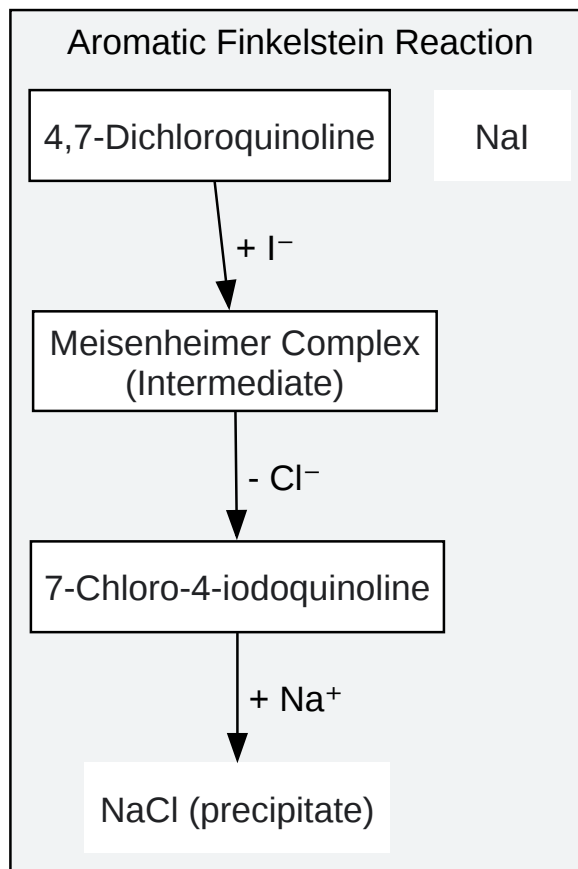 Aromatic Finkelstein Reaction
4,7-Dichloroquinoline
NaI
+ I⁻
Meisenheimer Complex
(Intermediate)
- Cl⁻
7-Chloro-4-iodoquinoline
+ Na⁺
NaCl (precipitate)